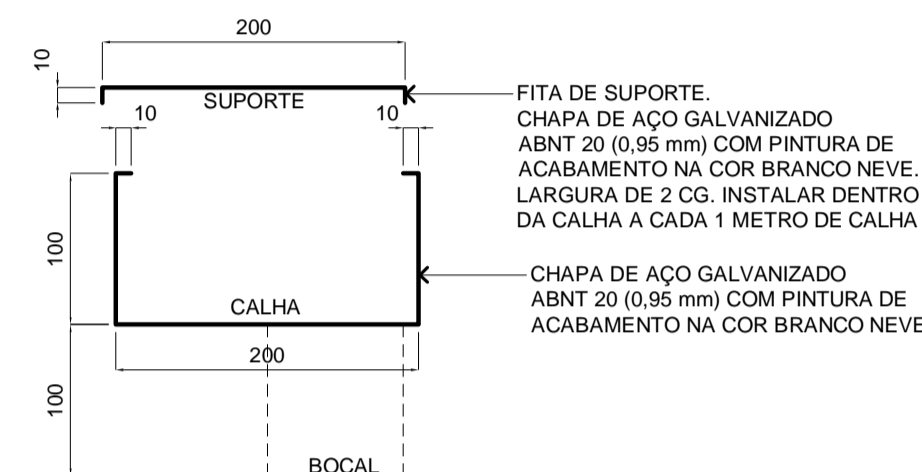 200
10
SUPORTE
10
10
FITA DE SUPORTE.
CHAPA DE AÇO GALVANIZADO
ABNT 20 (0,95 mm) COM PINTURA DE
ACABAMENTO NA COR BRANCO NEVE.
LARGURA DE 2 CG. INSTALAR DENTRO
DA CALHA A CADA 1 METRO DE CALHA
100
CALHA
200
CHAPA DE AÇO GALVANIZADO
ABNT 20 (0,95 mm) COM PINTURA DE
ACABAMENTO NA COR BRANCO NEVE
100
BOCAL